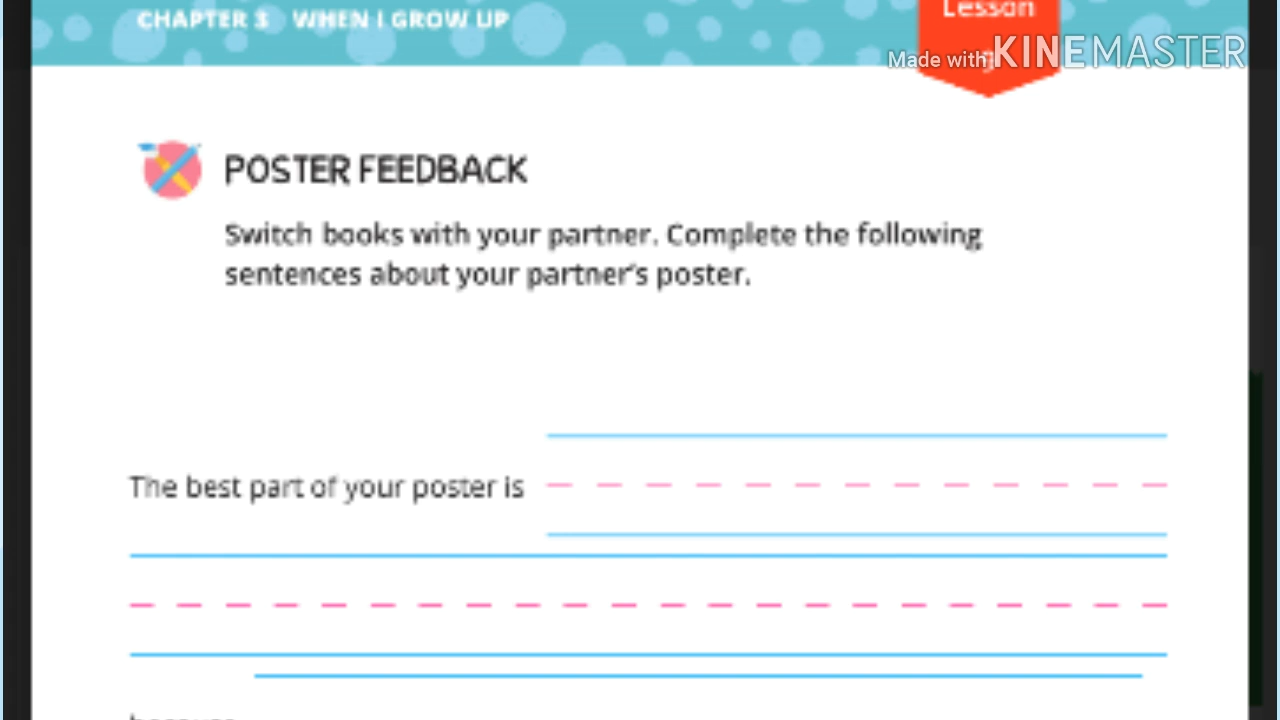 CHAPTER 3 WHEN I GROW UP
Lesson
Made with KINEMASTER
POSTER FEEDBACK
Switch books with your partner. Complete the following
sentences about your partner's poster.
The best part of your poster is